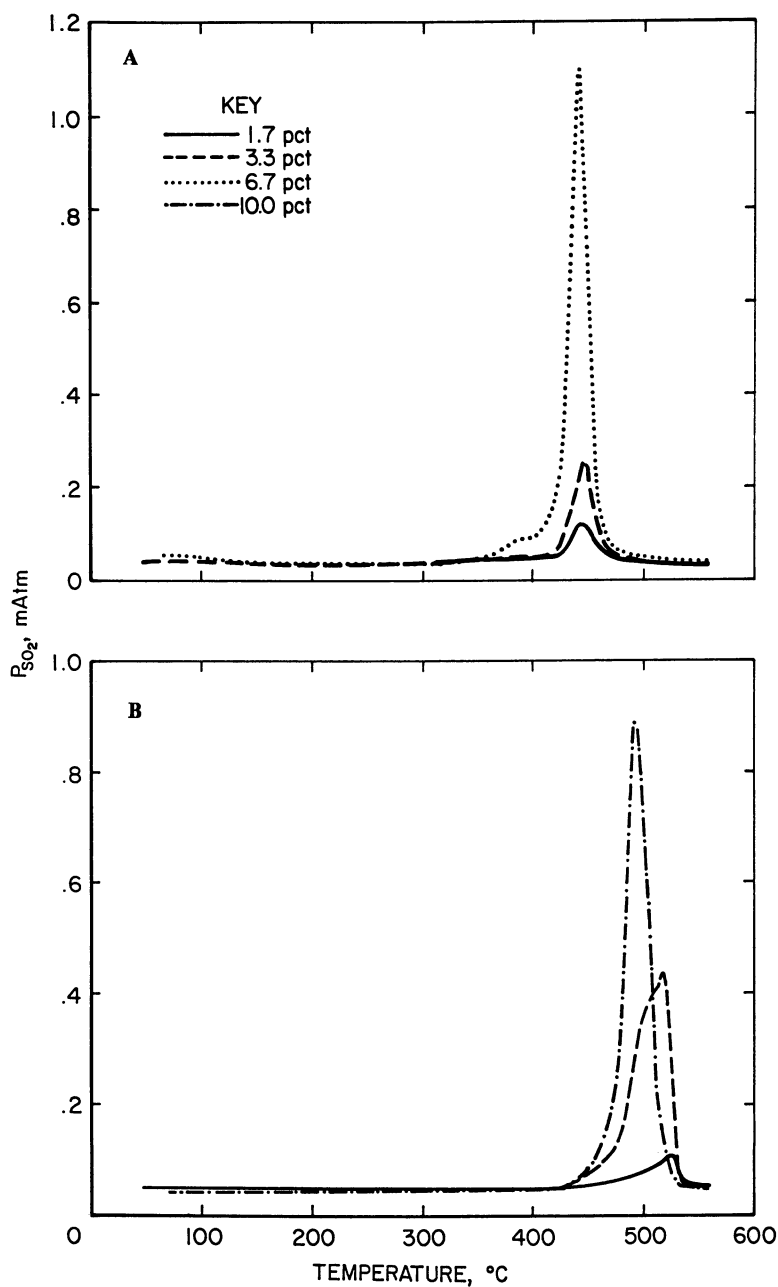 1.2
A
KEY
1.0
1.7 pct
3.3 pct
6.7 pct
10.0 pct
.8
.6
.4
.2
0
P_SO₂, mAtm
1.0
B
.8
.6
.4
.2
0 100 200 300 400 500 600
TEMPERATURE, °C